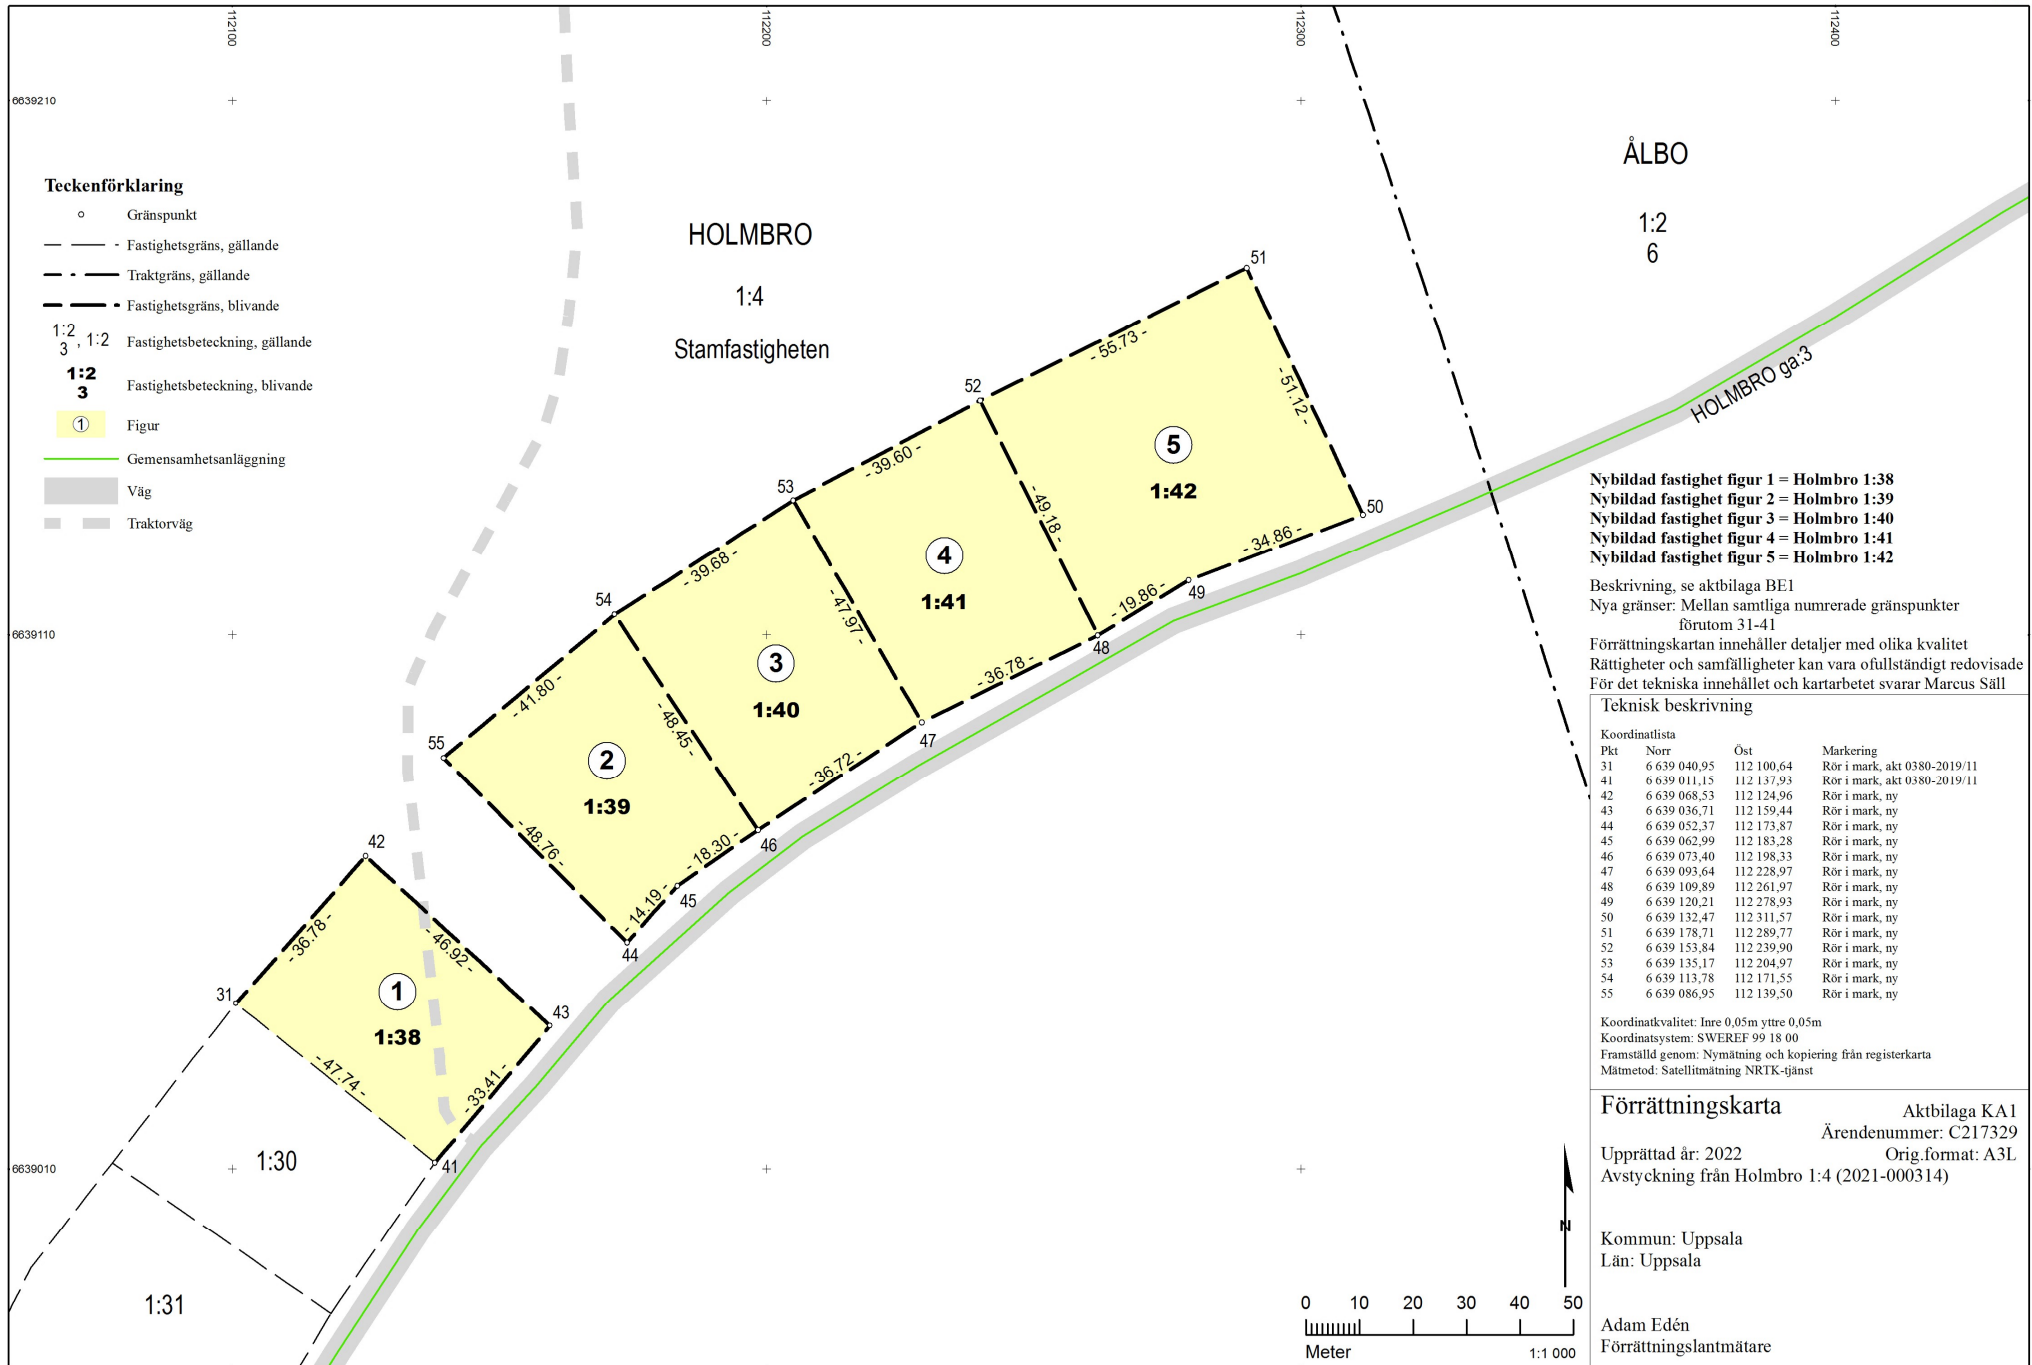 112100
112200
112300
112400
6639210
6639110
6639010
Teckenförklaring
Gränspunkt
Fastighetsgräns, gällande
Traktgräns, gällande
Fastighetsgräns, blivande
1:2
3 , 1:2 Fastighetsbeteckning, gällande
1:2
3 Fastighetsbeteckning, blivande
1 Figur
Gemensamhetsanläggning
Väg
Traktorväg
HOLMBRO
1:4
Stamfastigheten
ÅLBO
1:2
6
HOLMBRO ga:3
51
52
53
54
55
50
49
48
47
46
45
44
42
43
31
41
- 55.73 -
- 51.12 -
- 39.60 -
- 49.18 -
- 34.86 -
- 19.86 -
- 39.68 -
- 47.97 -
- 36.78 -
- 41.80 -
- 48.45 -
- 36.72 -
- 48.76 -
- 18.30 -
- 14.19 -
- 36.78 -
- 46.92 -
- 47.74 -
- 33.41 -
5
1:42
4
1:41
3
1:40
2
1:39
1
1:38
1:30
1:31
Nybildad fastighet figur 1 = Holmbro 1:38
Nybildad fastighet figur 2 = Holmbro 1:39
Nybildad fastighet figur 3 = Holmbro 1:40
Nybildad fastighet figur 4 = Holmbro 1:41
Nybildad fastighet figur 5 = Holmbro 1:42
Beskrivning, se aktbilaga BE1
Nya gränser: Mellan samtliga numrerade gränspunkter
förutom 31-41
Förrättningskartan innehåller detaljer med olika kvalitet
Rättigheter och samfälligheter kan vara ofullständigt redovisade
För det tekniska innehållet och kartarbetet svarar Marcus Säll
Teknisk beskrivning
Koordinatlista
Pkt Norr Öst Markering
31 6 639 040,95 112 100,64 Rör i mark, akt 0380-2019/11
41 6 639 011,15 112 137,93 Rör i mark, akt 0380-2019/11
42 6 639 068,53 112 124,96 Rör i mark, ny
43 6 639 036,71 112 159,44 Rör i mark, ny
44 6 639 052,37 112 173,87 Rör i mark, ny
45 6 639 062,99 112 183,28 Rör i mark, ny
46 6 639 073,40 112 198,33 Rör i mark, ny
47 6 639 093,64 112 228,97 Rör i mark, ny
48 6 639 109,89 112 261,97 Rör i mark, ny
49 6 639 120,21 112 278,93 Rör i mark, ny
50 6 639 132,47 112 311,57 Rör i mark, ny
51 6 639 178,71 112 289,77 Rör i mark, ny
52 6 639 153,84 112 239,90 Rör i mark, ny
53 6 639 135,17 112 204,97 Rör i mark, ny
54 6 639 113,78 112 171,55 Rör i mark, ny
55 6 639 086,95 112 139,50 Rör i mark, ny
Koordinatkvalitet: Inre 0,05m yttre 0,05m
Koordinatsystem: SWEREF 99 18 00
Framställd genom: Nymätning och kopiering från registerkarta
Mätmetod: Satellitmätning NRTK-tjänst
Förrättningskarta
Aktbilaga KA1
Ärendenummer: C217329
Upprättad år: 2022 Orig.format: A3L
Avstyckning från Holmbro 1:4 (2021-000314)
Kommun: Uppsala
Län: Uppsala
Adam Edén
Förrättningslantmätare
N
0 10 20 30 40 50
Meter 1:1 000